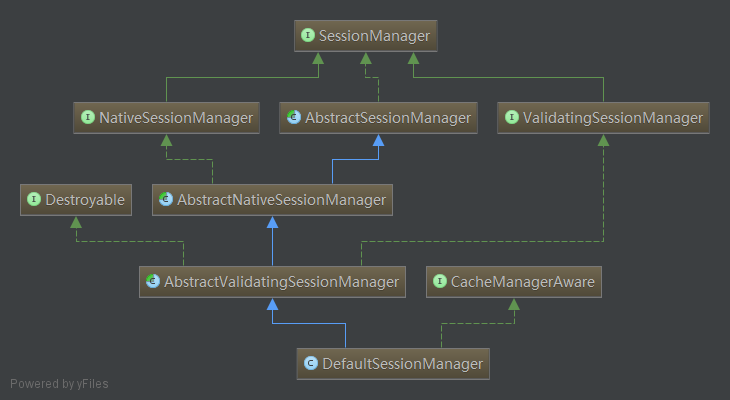 SessionManager
NativeSessionManager
AbstractSessionManager
ValidatingSessionManager
Destroyable
AbstractNativeSessionManager
AbstractValidatingSessionManager
CacheManagerAware
DefaultSessionManager
Powered by yFiles